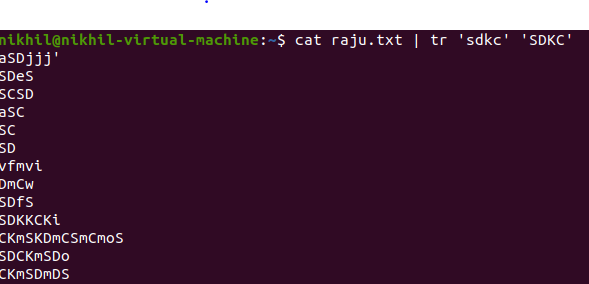 nikhil@nikhil-virtual-machine:~$ cat raju.txt | tr 'sdkc' 'SDKC'
aSDjjj'
SDeS
SCSD
aSC
SC
SD
vfmvi
DmCw
SDfS
SDKKCKi
CKmSKDmCSmCmoS
SDCKmSDo
CKmSDmDS